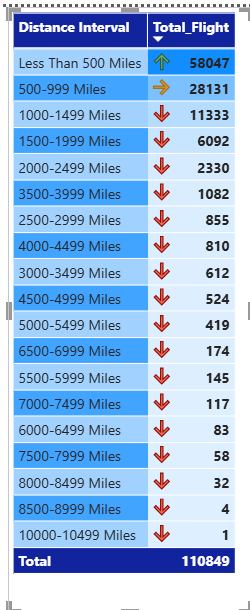 Distance Interval Total_Flight
Less Than 500 Miles 58047
500-999 Miles 28131
1000-1499 Miles 11333
1500-1999 Miles 6092
2000-2499 Miles 2330
3500-3999 Miles 1082
2500-2999 Miles 855
4000-4499 Miles 810
3000-3499 Miles 612
4500-4999 Miles 524
5000-5499 Miles 419
6500-6999 Miles 174
5500-5999 Miles 145
7000-7499 Miles 117
6000-6499 Miles 83
7500-7999 Miles 58
8000-8499 Miles 32
8500-8999 Miles 4
10000-10499 Miles 1
Total 110849